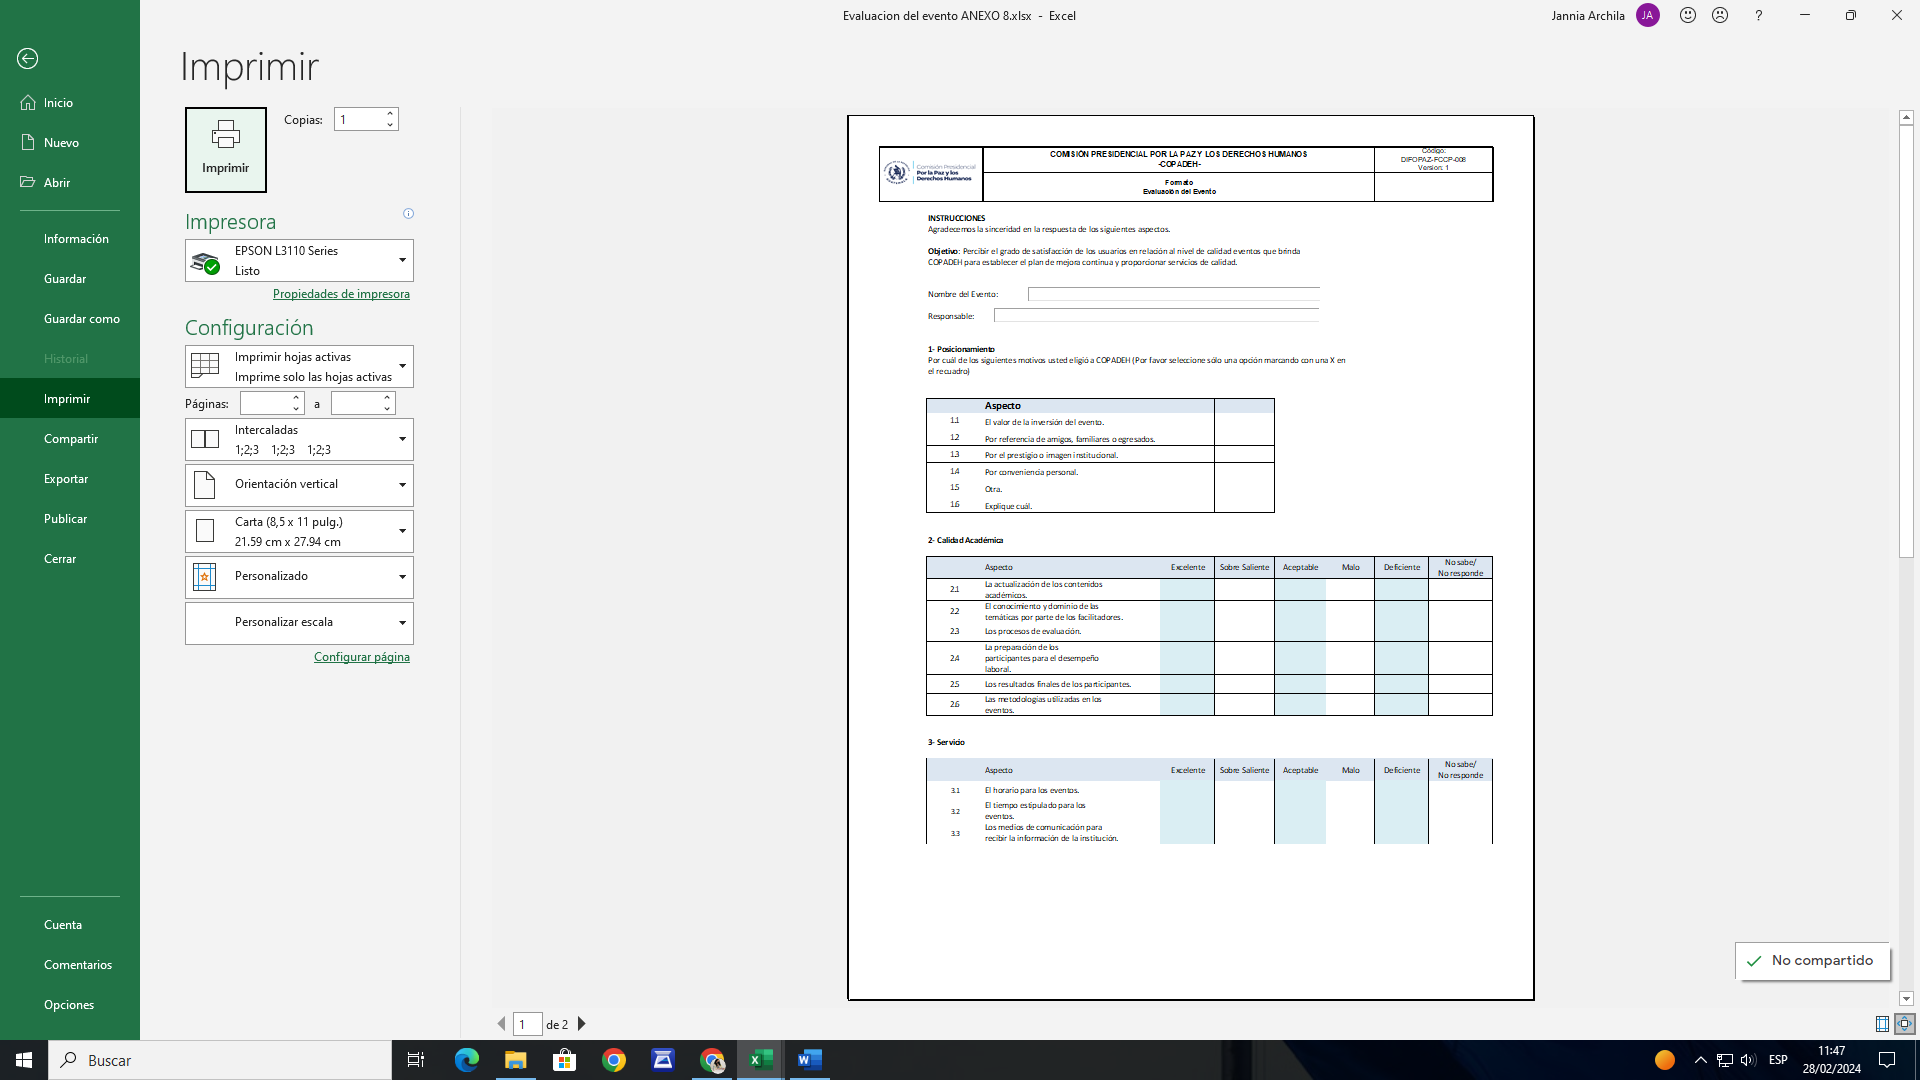 Evaluacion del evento ANEXO 8.xlsx  -  Excel
Jannia Archila
JA
?
Imprimir
Inicio
Nuevo
Abrir
Información
Guardar
Guardar como
Historial
Imprimir
Compartir
Exportar
Publicar
Cerrar
Cuenta
Comentarios
Opciones
Imprimir
Copias:
1
Impresora
EPSON L3110 Series
Listo
Propiedades de impresora
Configuración
Imprimir hojas activas
Imprime solo las hojas activas
Páginas:
a
Intercaladas
1;2;3    1;2;3    1;2;3
Orientación vertical
Carta (8,5 x 11 pulg.)
21.59 cm x 27.94 cm
Personalizado
Personalizar escala
Configurar página
Comisión Presidencial
Por la Paz y los
Derechos Humanos
COMISIÓN PRESIDENCIAL POR LA PAZ Y LOS DERECHOS HUMANOS
-COPADEH-
Código:
DIFOPAZ-FCCP-008
Version: 1
Formato
Evaluación del Evento
INSTRUCCIONES
Agradecemos la sinceridad en la respuesta de los siguientes aspectos.
Objetivo: Percibir el grado de satisfacción de los usuarios en relación al nivel de calidad eventos que brinda
COPADEH para establecer el plan de mejora continua y proporcionar servicios de calidad.
Nombre del Evento:
Responsable:
1- Posicionamiento
Por cuál de los siguientes motivos usted eligió a COPADEH (Por favor seleccione sólo una opción marcando con una X en
el recuadro)
Aspecto
1.1 El valor de la inversión del evento.
1.2 Por referencia de amigos, familiares o egresados.
1.3 Por el prestigio o imagen institucional.
1.4 Por conveniencia personal.
1.5 Otra.
1.6 Explique cuál.
2- Calidad Académica
Aspecto Excelente Sobre Saliente Aceptable Malo Deficiente No sabe/
No responde
2.1 La actualización de los contenidos
académicos.
2.2 El conocimiento y dominio de las
temáticas por parte de los facilitadores.
2.3 Los procesos de evaluación.
2.4 La preparación de los
participantes para el desempeño
laboral.
2.5 Los resultados finales de los participantes.
2.6 Las metodologías utilizadas en los
eventos.
3- Servicio
Aspecto Excelente Sobre Saliente Aceptable Malo Deficiente No sabe/
No responde
3.1 El horario para los eventos.
3.2 El tiempo estipulado para los
eventos.
3.3 Los medios de comunicación para
recibir la información de la institución.
No compartido
1 de 2
Buscar
ESP
11:47
28/02/2024